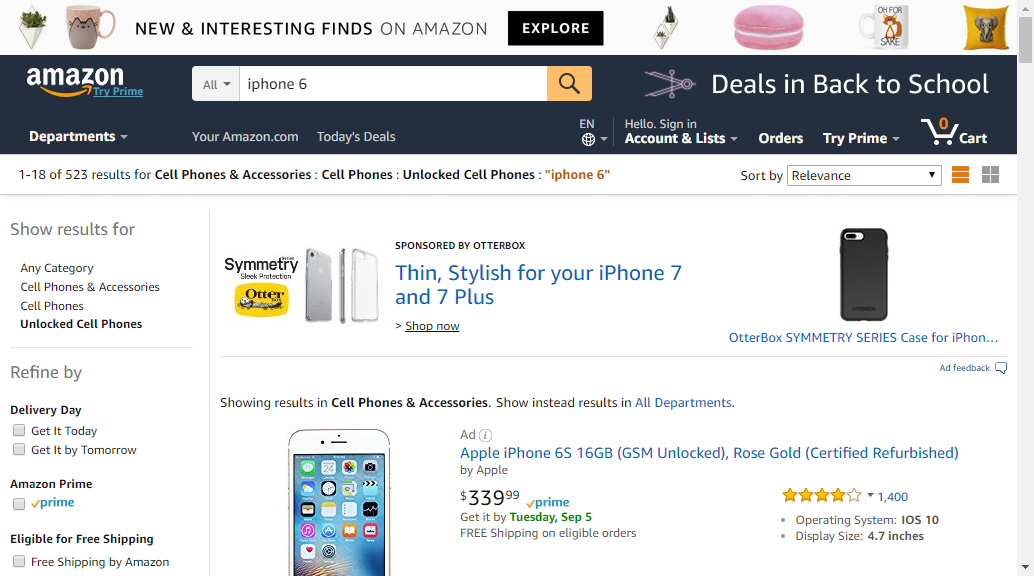 NEW & INTERESTING FINDS ON AMAZON
EXPLORE
OH FOR
FOX
SAKE
amazon
Try Prime
All
iphone 6
Deals in Back to School
Departments
Your Amazon.com
Today's Deals
EN
Hello. Sign in
Account & Lists
Orders
Try Prime
0
Cart
1-18 of 523 results for Cell Phones & Accessories : Cell Phones : Unlocked Cell Phones : "iphone 6"
Sort by
Relevance
Show results for
Any Category
Cell Phones & Accessories
Cell Phones
Unlocked Cell Phones
Refine by
Delivery Day
Get It Today
Get It by Tomorrow
Amazon Prime
prime
Eligible for Free Shipping
Free Shipping by Amazon
Symmetry Series
Sleek Protection
Otter
Box
SPONSORED BY OTTERBOX
Thin, Stylish for your iPhone 7
and 7 Plus
> Shop now
OtterBox SYMMETRY SERIES Case for iPhon...
Ad feedback
Showing results in Cell Phones & Accessories. Show instead results in All Departments.
Ad
Apple iPhone 6S 16GB (GSM Unlocked), Rose Gold (Certified Refurbished)
by Apple
$339.99 prime
Get it by Tuesday, Sep 5
FREE Shipping on eligible orders
1,400
Operating System: IOS 10
Display Size: 4.7 inches